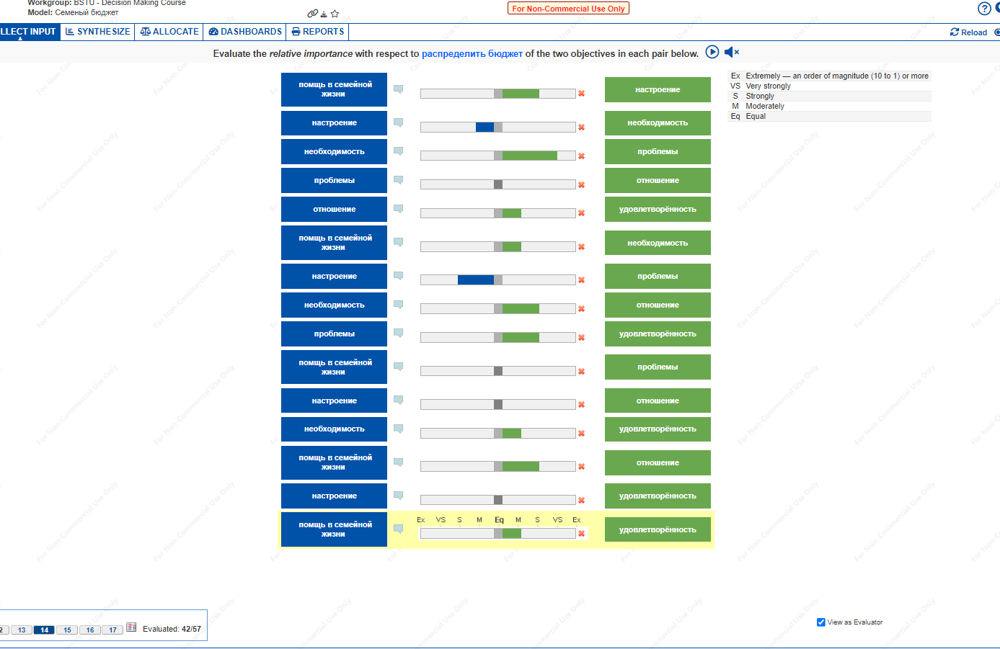 Workgroup: BSTU - Decision Making Course
Model: Семеный бюджет
For Non-Commercial Use Only
LLECT INPUT SYNTHESIZE ALLOCATE DASHBOARDS REPORTS Reload
Evaluate the relative importance with respect to распределить бюджет of the two objectives in each pair below.
Ex Extremely — an order of magnitude (10 to 1) or more
VS Very strongly
S Strongly
M Moderately
Eq Equal
помщь в семейной
жизни
настроение
настроение
необходимость
необходимость
проблемы
проблемы
отношение
отношение
удовлетворённость
помщь в семейной
жизни
необходимость
настроение
проблемы
необходимость
отношение
проблемы
удовлетворённость
помщь в семейной
жизни
проблемы
настроение
отношение
необходимость
удовлетворённость
помщь в семейной
жизни
отношение
настроение
удовлетворённость
Ex VS S M Eq M S VS Ex
помщь в семейной
жизни
удовлетворённость
2 13 14 15 16 17 Evaluated: 42/57
View as Evaluator